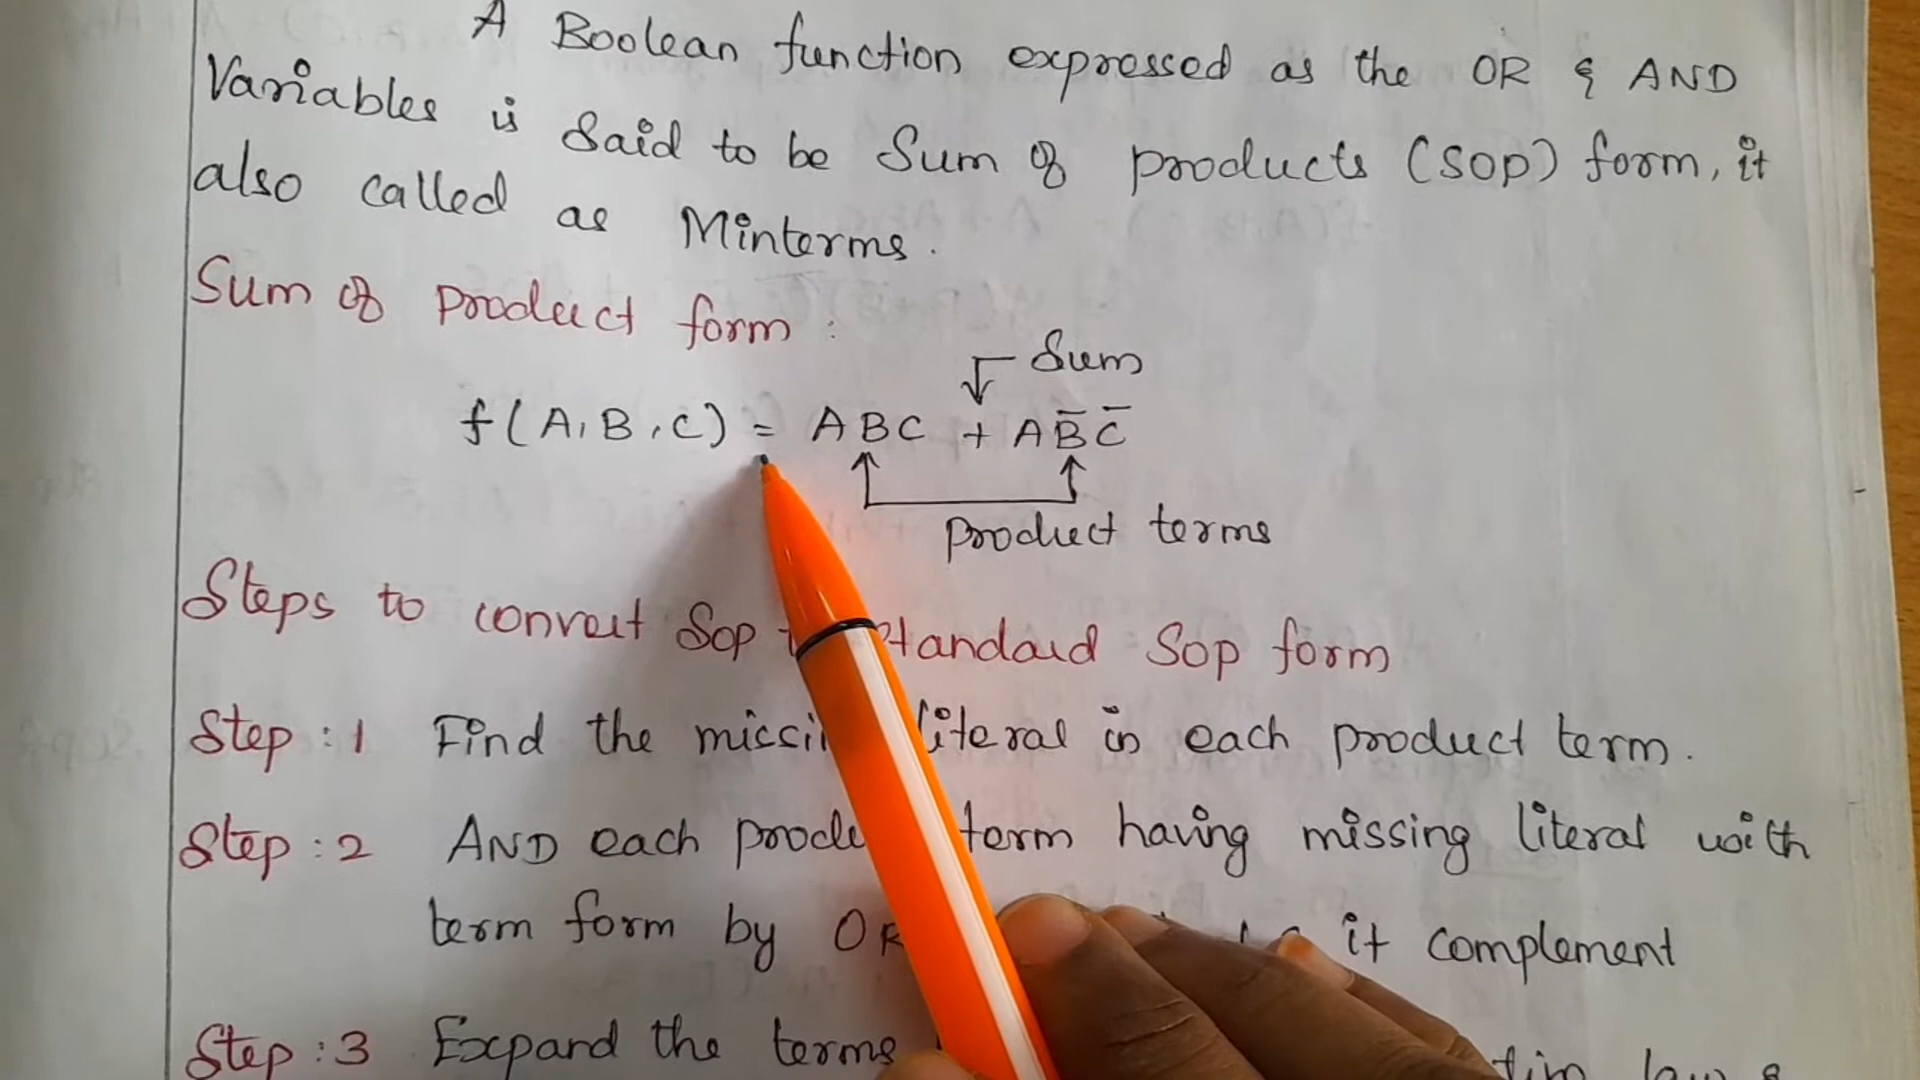 A Boolean function expressed as the OR & AND
Variables is said to be Sum of products (SOP) form, it
also called as Minterms.
Sum of product form :
Sum
f(A, B, C) = ABC + AB̅C̅
Product terms
Steps to convert Sop standard Sop form
Step : 1 Find the literal in each product term.
Step : 2 AND each term having missing literal with
term form by OR it complement
Step : 3 Expand the terms law &